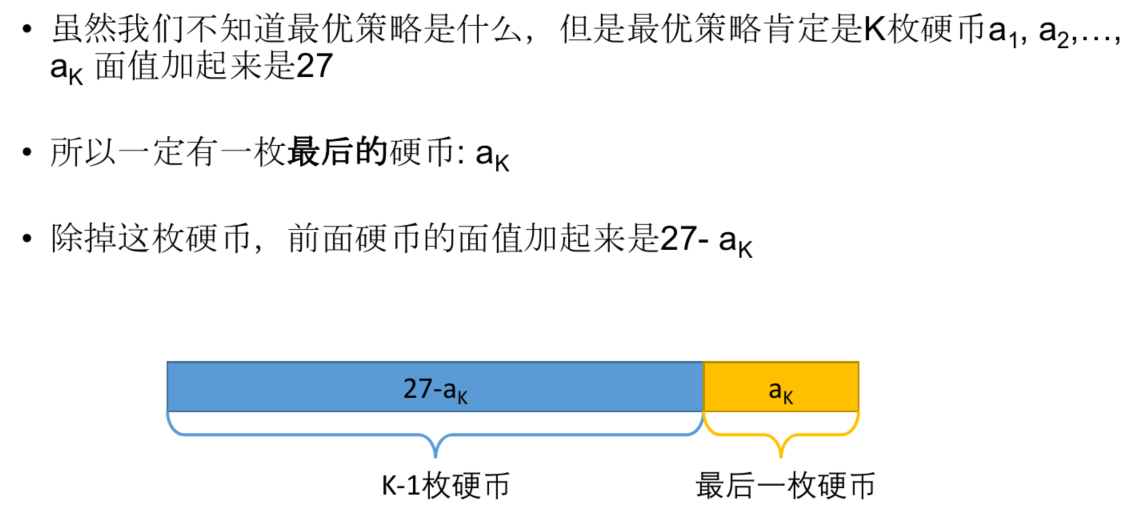 • 虽然我们不知道最优策略是什么，但是最优策略肯定是K枚硬币a₁, a₂,…,
aK 面值加起来是27
• 所以一定有一枚最后的硬币: aK
• 除掉这枚硬币，前面硬币的面值加起来是27- aK
27-aK
aK
K-1枚硬币
最后一枚硬币